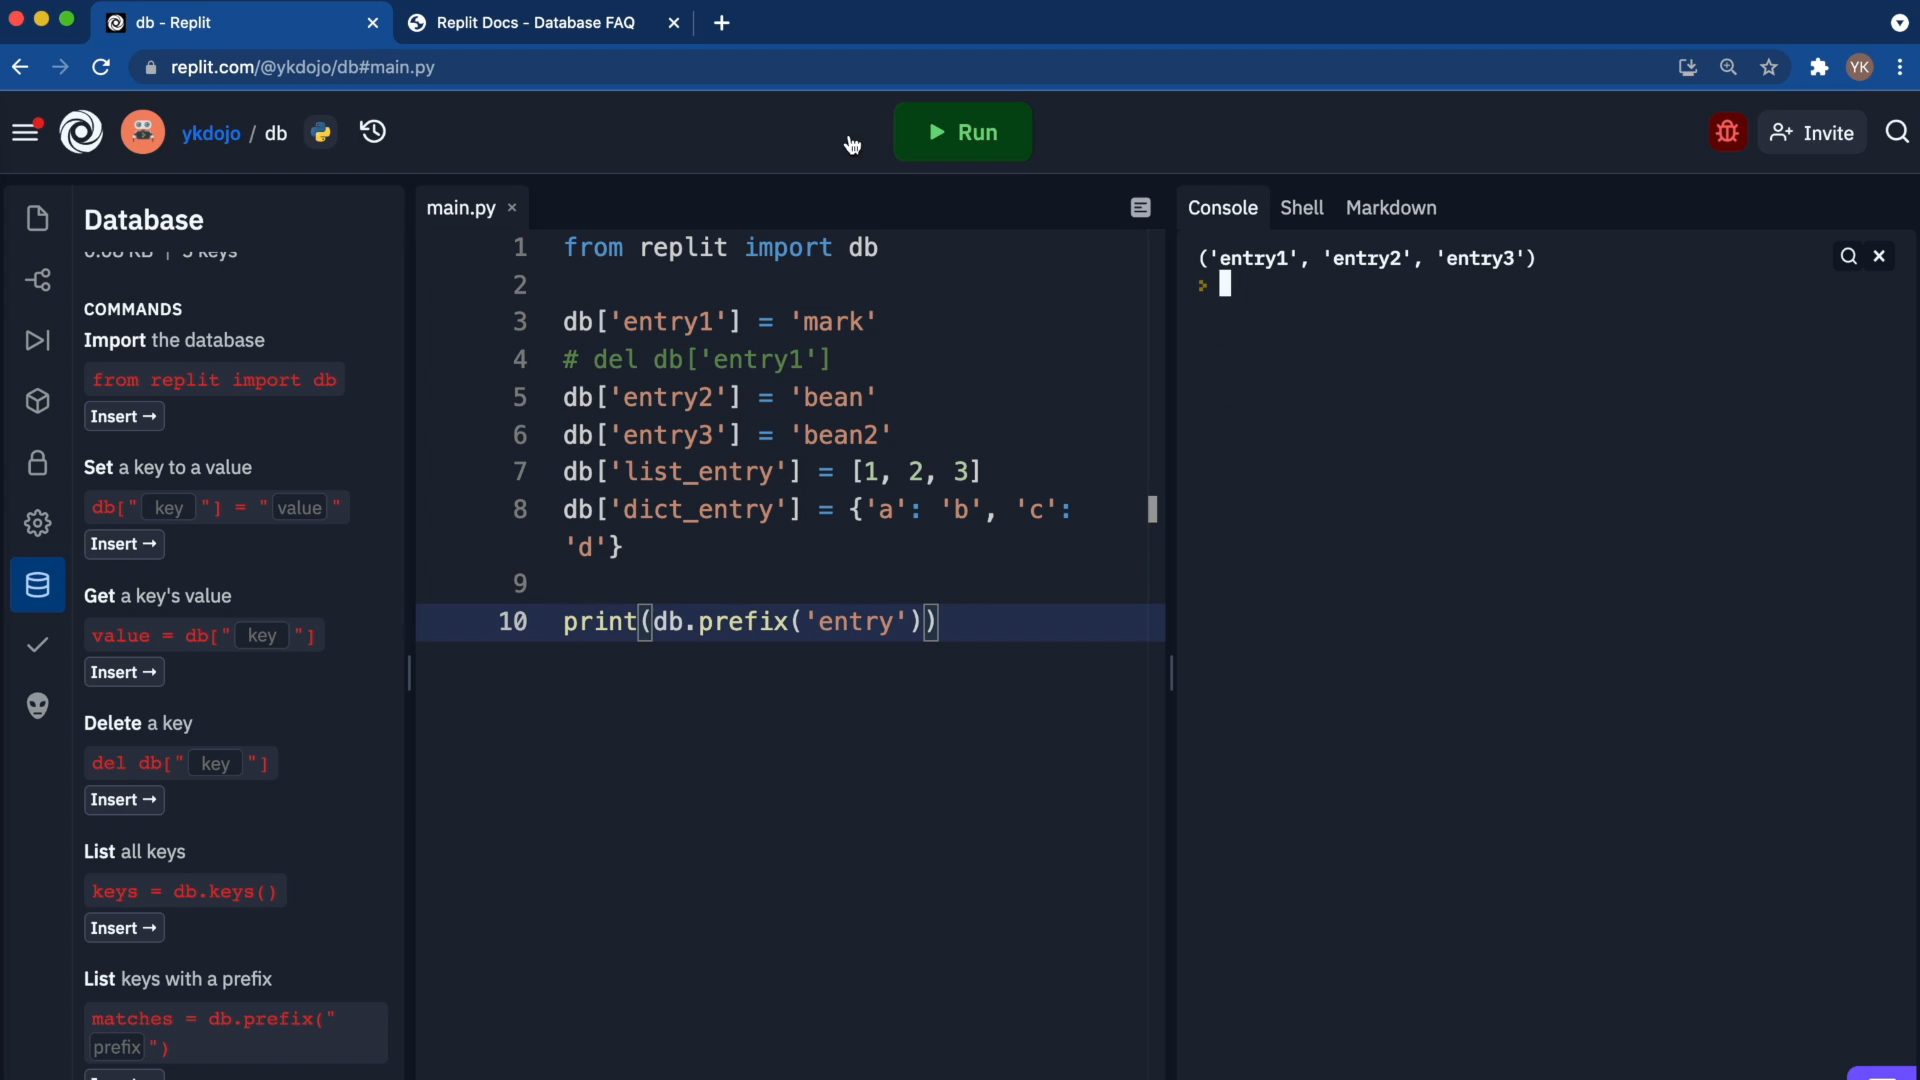 db - Replit
Replit Docs - Database FAQ
replit.com/@ykdojo/db#main.py
YK
ykdojo / db
Run
Invite
Database
COMMANDS
Import the database
from replit import db
Insert →
Set a key to a value
db[" key "] = " value "
Insert →
Get a key's value
value = db[" key "]
Insert →
Delete a key
del db[" key "]
Insert →
List all keys
keys = db.keys()
Insert →
List keys with a prefix
matches = db.prefix("
prefix ")
main.py
1 from replit import db
2
3 db['entry1'] = 'mark'
4 # del db['entry1']
5 db['entry2'] = 'bean'
6 db['entry3'] = 'bean2'
7 db['list_entry'] = [1, 2, 3]
8 db['dict_entry'] = {'a': 'b', 'c':
'd'}
9
10 print(db.prefix('entry'))
Console Shell Markdown
('entry1', 'entry2', 'entry3')